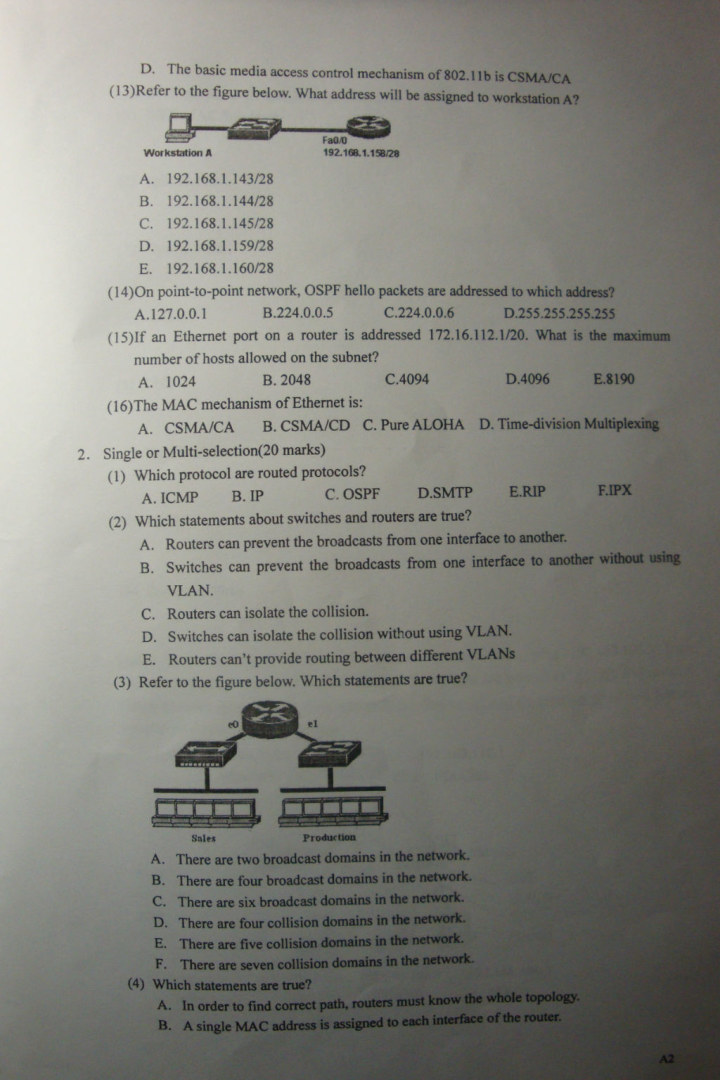 D. The basic media access control mechanism of 802.11b is CSMA/CA
(13)Refer to the figure below. What address will be assigned to workstation A?
Fa0/0
Workstation A 192.168.1.158/28
A. 192.168.1.143/28
B. 192.168.1.144/28
C. 192.168.1.145/28
D. 192.168.1.159/28
E. 192.168.1.160/28
(14)On point-to-point network, OSPF hello packets are addressed to which address?
A.127.0.0.1 B.224.0.0.5 C.224.0.0.6 D.255.255.255.255
(15)If an Ethernet port on a router is addressed 172.16.112.1/20. What is the maximum
number of hosts allowed on the subnet?
A. 1024 B. 2048 C.4094 D.4096 E.8190
(16)The MAC mechanism of Ethernet is:
A. CSMA/CA B. CSMA/CD C. Pure ALOHA D. Time-division Multiplexing
2. Single or Multi-selection(20 marks)
(1) Which protocol are routed protocols?
A. ICMP B. IP C. OSPF D.SMTP E.RIP F.IPX
(2) Which statements about switches and routers are true?
A. Routers can prevent the broadcasts from one interface to another.
B. Switches can prevent the broadcasts from one interface to another without using
VLAN.
C. Routers can isolate the collision.
D. Switches can isolate the collision without using VLAN.
E. Routers can't provide routing between different VLANs
(3) Refer to the figure below. Which statements are true?
e0 e1
Sales Production
A. There are two broadcast domains in the network.
B. There are four broadcast domains in the network.
C. There are six broadcast domains in the network.
D. There are four collision domains in the network.
E. There are five collision domains in the network.
F. There are seven collision domains in the network.
(4) Which statements are true?
A. In order to find correct path, routers must know the whole topology.
B. A single MAC address is assigned to each interface of the router.
A2